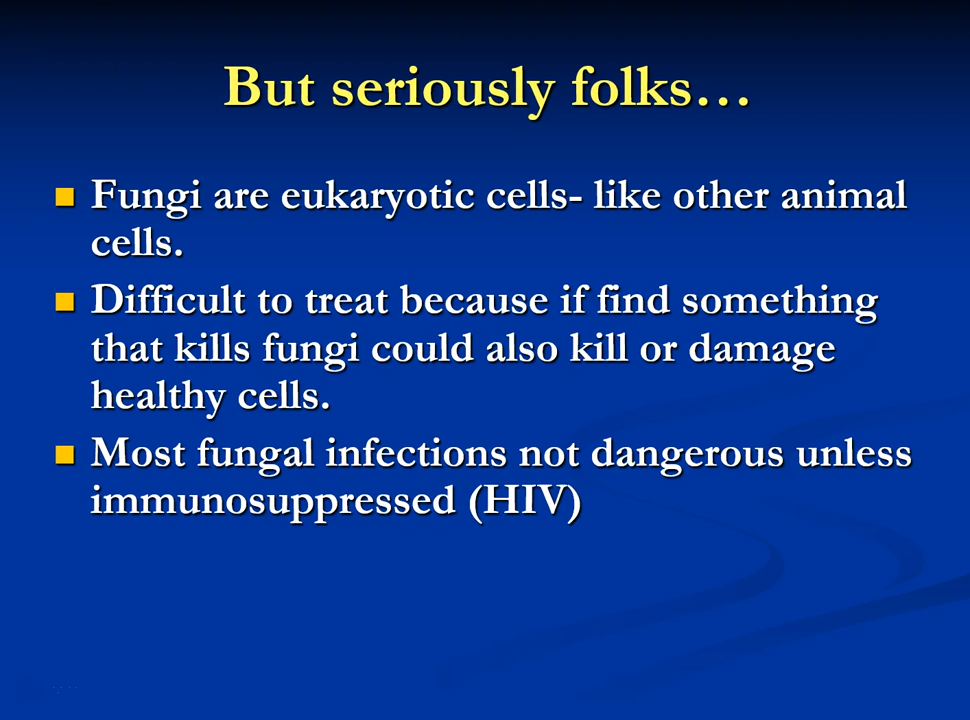 But seriously folks…
Fungi are eukaryotic cells- like other animal
cells.
Difficult to treat because if find something
that kills fungi could also kill or damage
healthy cells.
Most fungal infections not dangerous unless
immunosuppressed (HIV)